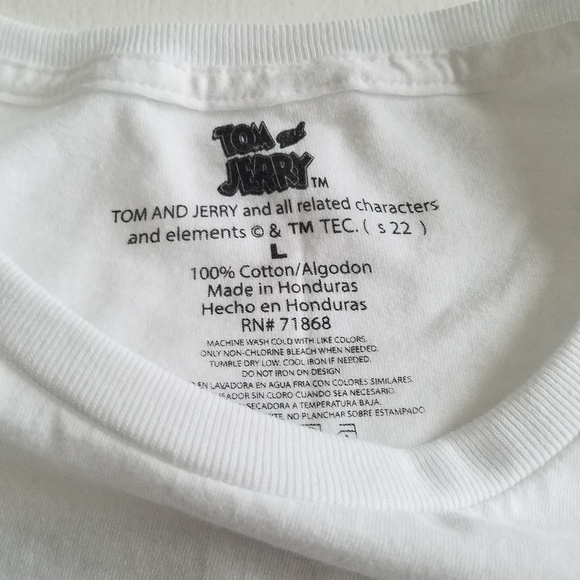 TOM and
JERRY TM
TOM AND JERRY and all related characters
and elements © & TM TEC. ( s 22 )
L
100% Cotton/Algodon
Made in Honduras
Hecho en Honduras
RN# 71868
MACHINE WASH COLD WITH LIKE COLORS.
ONLY NON-CHLORINE BLEACH WHEN NEEDED.
TUMBLE DRY LOW. COOL IRON IF NEEDED.
DO NOT IRON ON DESIGN
EN LAVADORA EN AGUA FRIA CON COLORES SIMILARES.
SIN CLORO CUANDO SEA NECESARIO.
SECADORA A TEMPERATURA BAJA.
NO PLANCHAR SOBRE ESTAMPADO